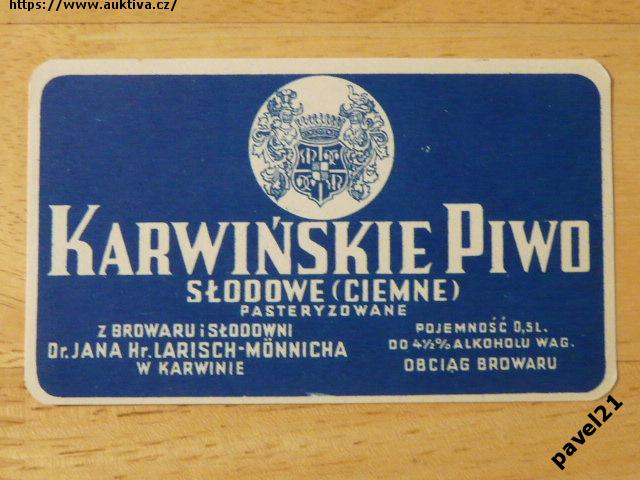 https://www.auktiva.cz/
KARWIŃSKIE PIWO
SŁODOWE (CIEMNE)
PASTERYZOWANE
Z BROWARU i SŁODOWNI
Dr. JANA Hr. LARISCH-MÖNNICHA
W KARWINIE
POJEMNOŚĆ 0,5L.
DO 4½% ALKOHOLU WAG.
OBCIĄG BROWARU
pavel21